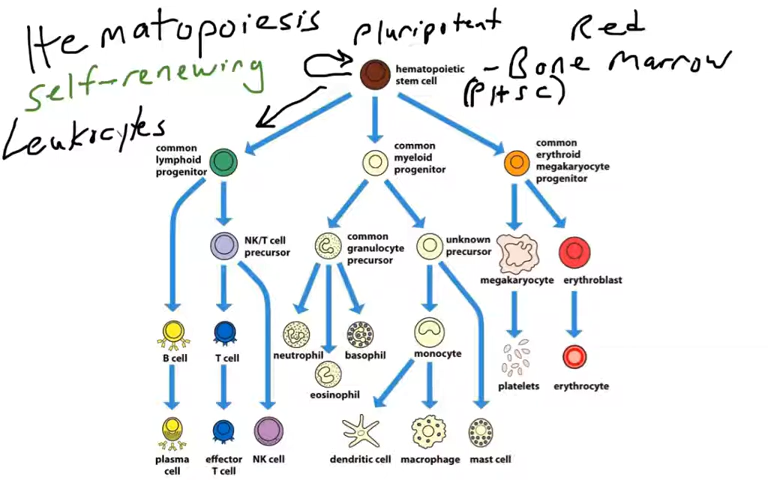 Hematopoiesis
Pluripotent
Red
- Bone Marrow
(PHSC)
self-renewing
Leukocytes
hematopoietic
stem cell
common
lymphoid
progenitor
common
myeloid
progenitor
common
erythroid
megakaryocyte
progenitor
NK/T cell
precursor
common
granulocyte
precursor
unknown
precursor
megakaryocyte
erythroblast
B cell
T cell
neutrophil
basophil
eosinophil
monocyte
platelets
erythrocyte
plasma
cell
effector
T cell
NK cell
dendritic cell
macrophage
mast cell